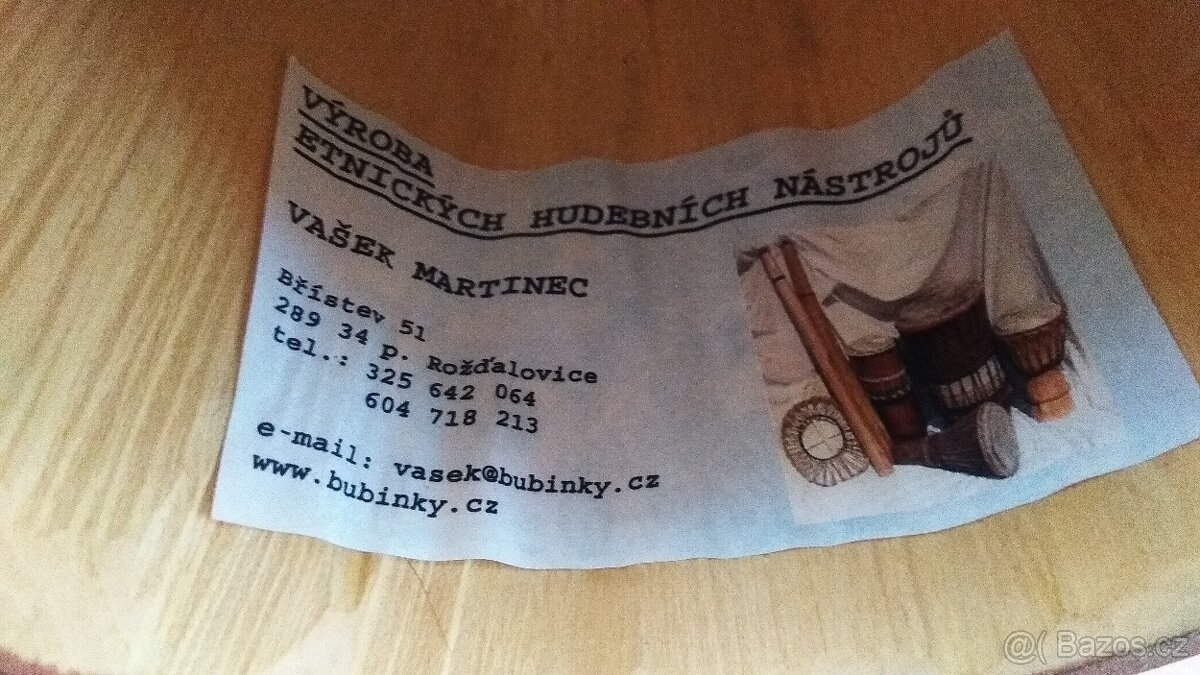 VÝROBA
ETNICKÝCH HUDEBNÍCH NÁSTROJŮ
VAŠEK MARTINEC
Břístev 51
289 34 p. Rožďalovice
tel.: 325 642 064
604 718 213
e-mail: vasek@bubinky.cz
www.bubinky.cz
@( Bazos.cz